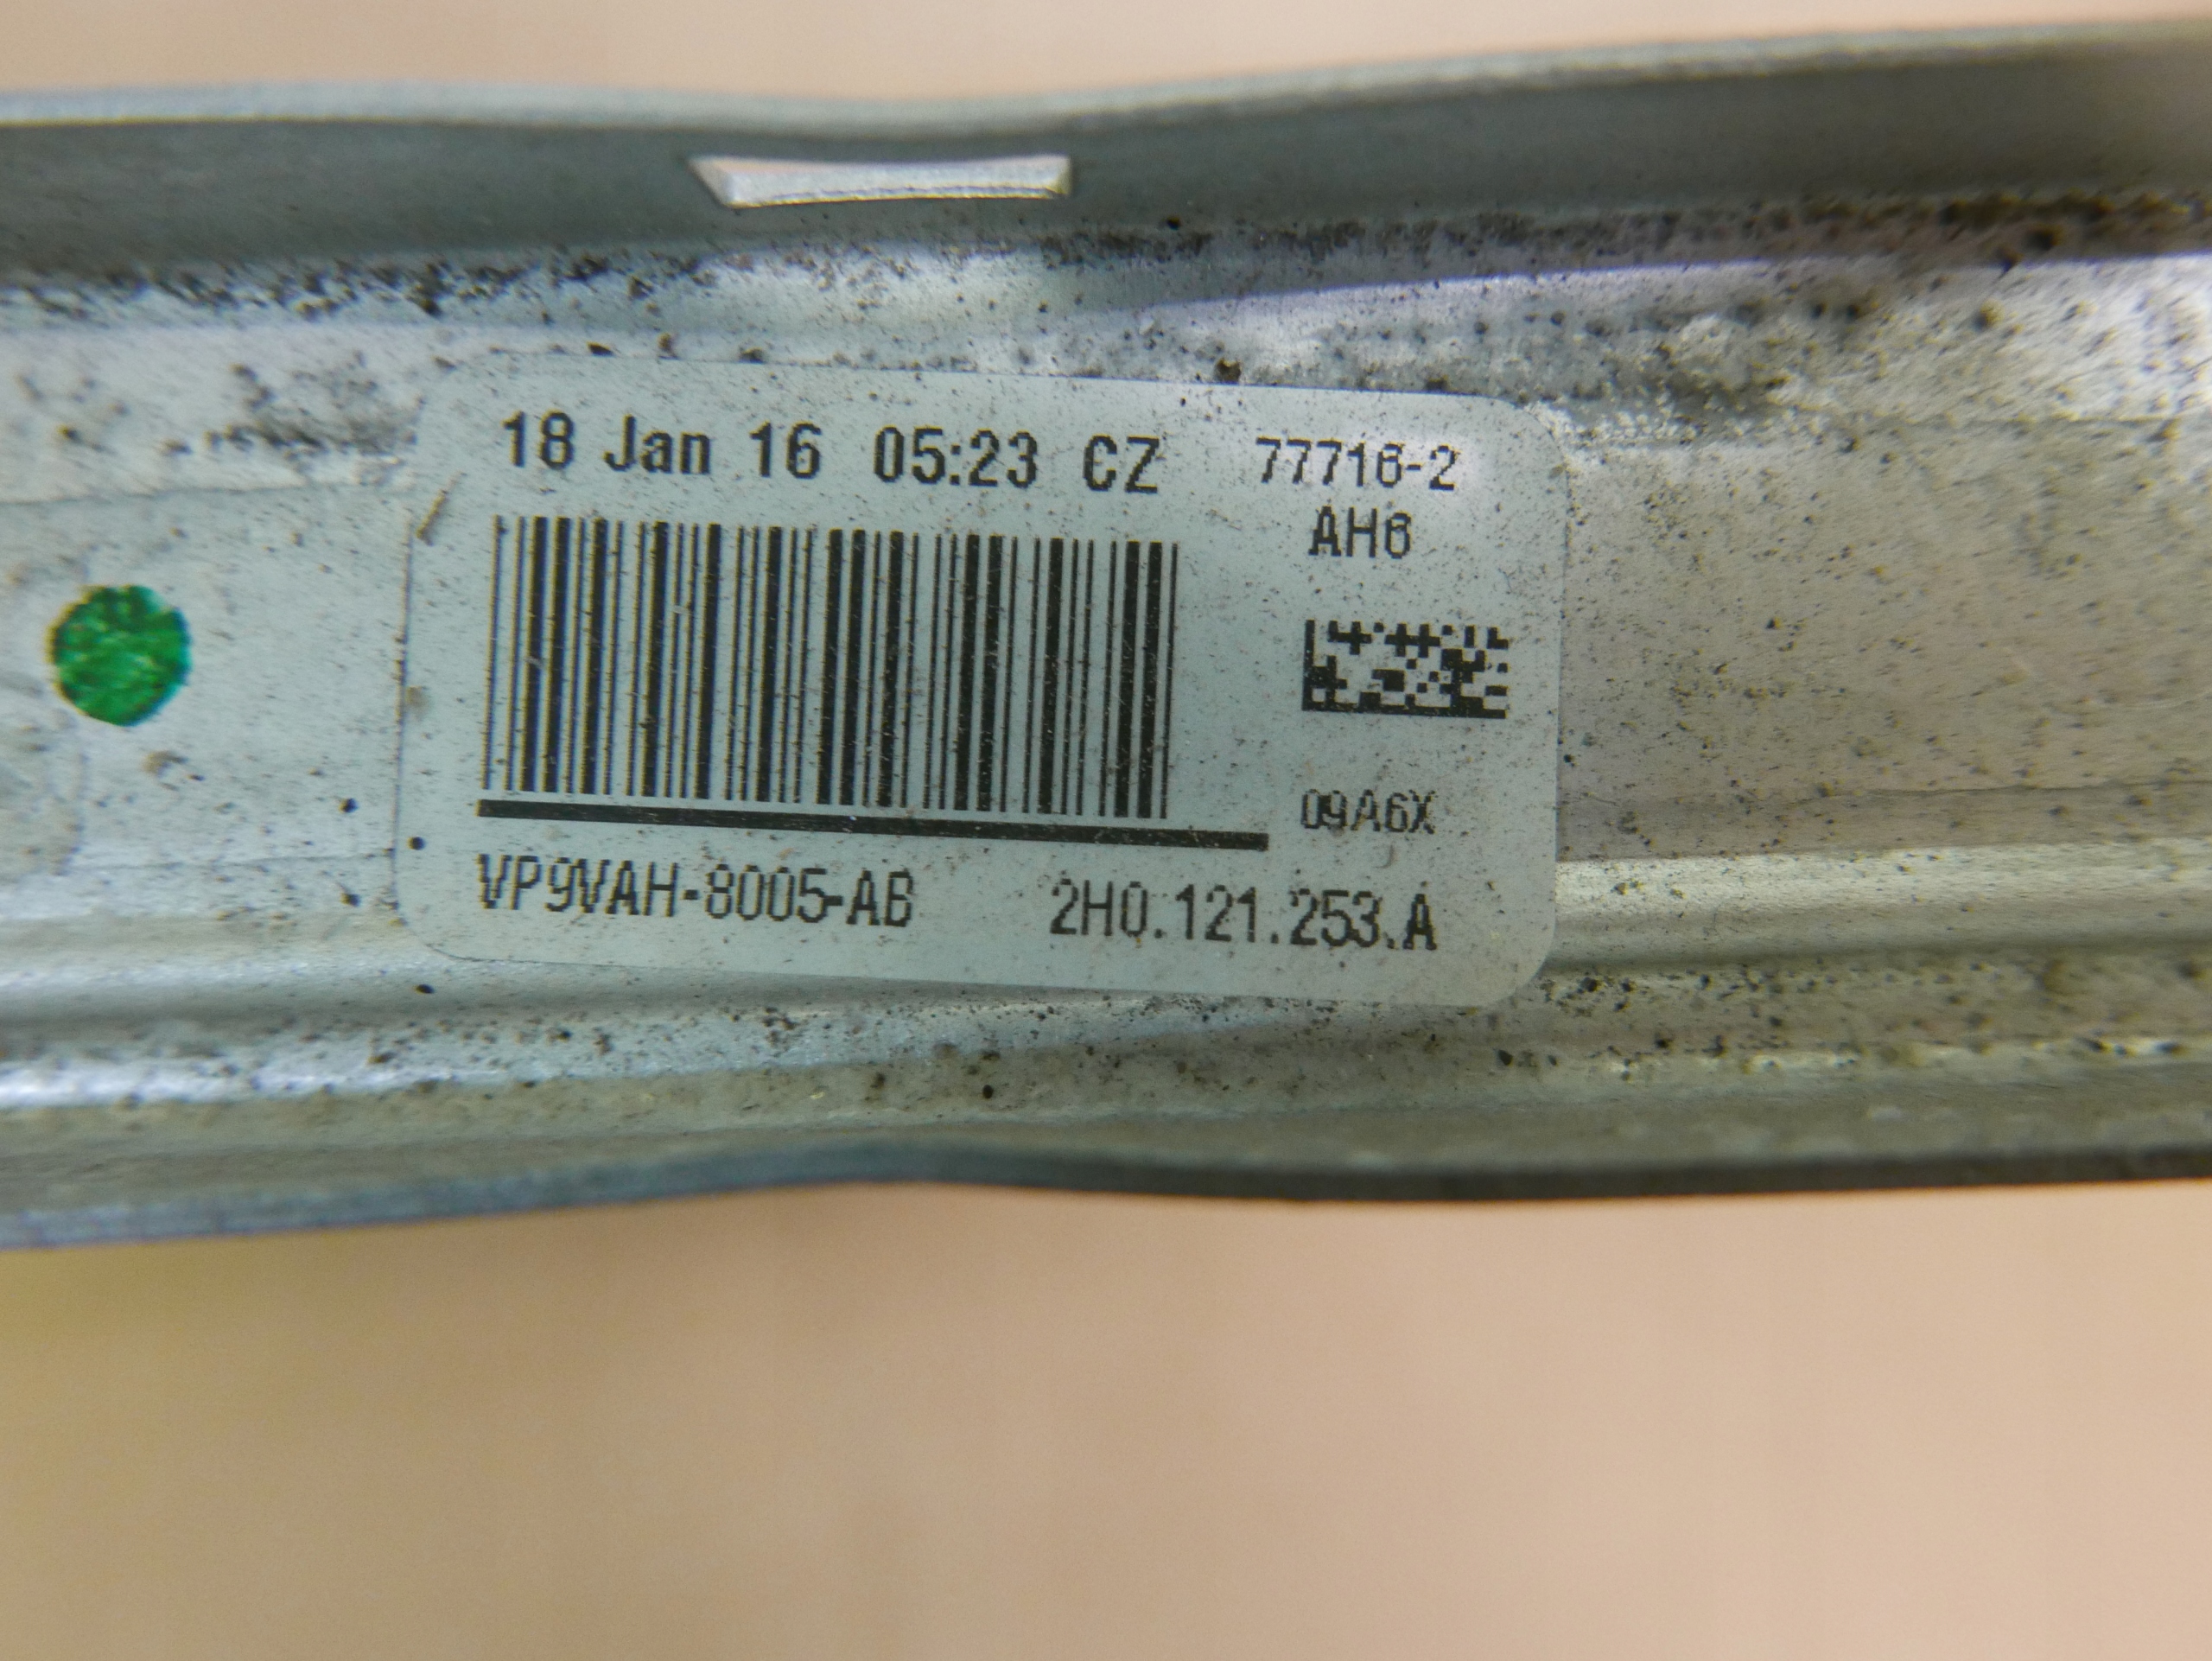 18 Jan 16 05:23 CZ 77716-2
AH6
09A6X
VP9VAH-8005-AB 2H0.121.253.A